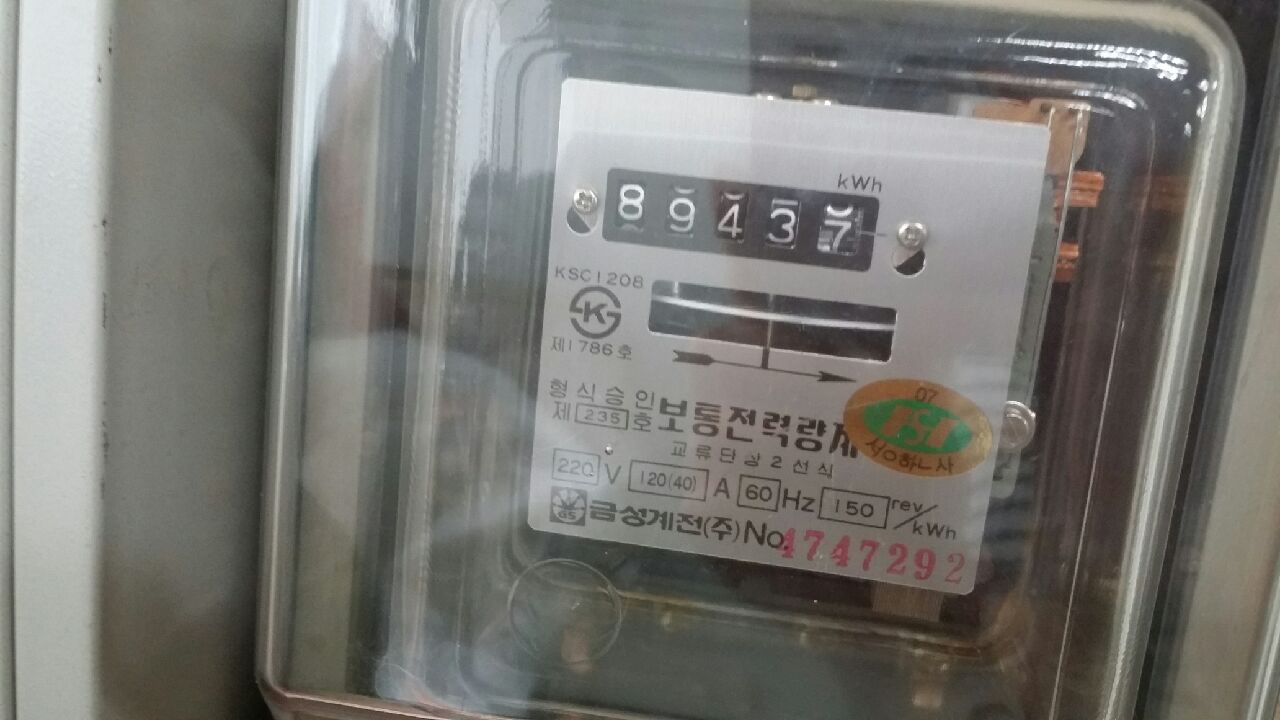 kWh
8 9 4 3 7
KSC1208
K
제1786호
형식승인
제 235 호
보통전력량계
교류단상2선식
07
220 V 120(40) A 60 Hz 150 rev/kWh
GS 금성계전(주) No 4747292